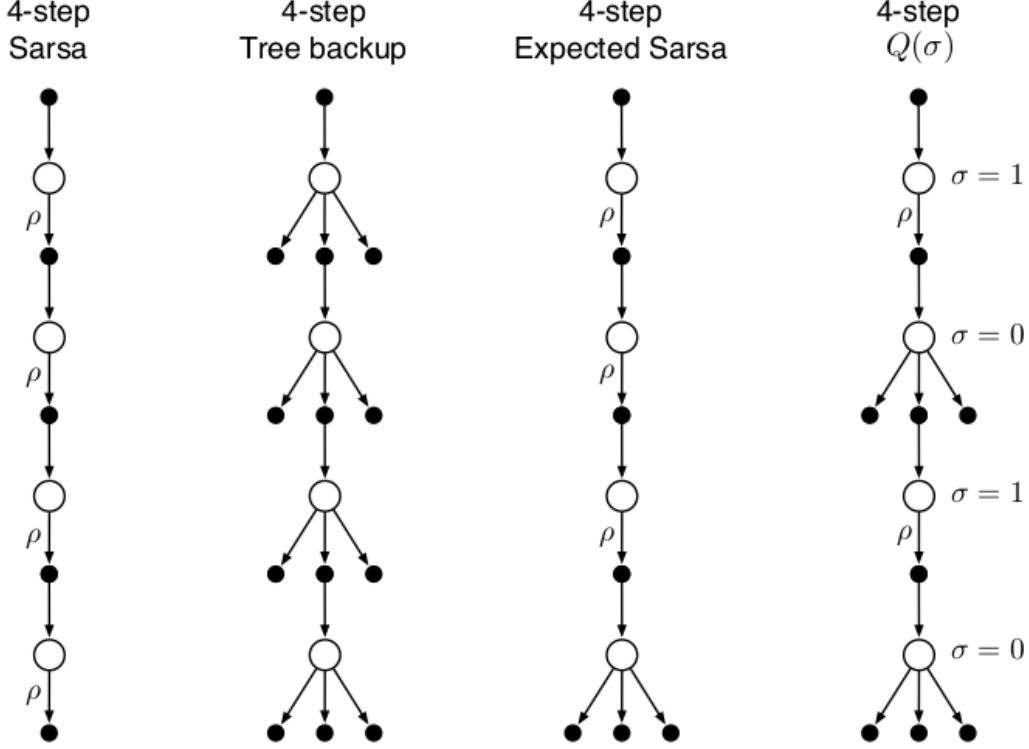 4-step
Sarsa
4-step
Tree backup
4-step
Expected Sarsa
4-step
Q(σ)
σ = 1
ρ
ρ
ρ
σ = 0
ρ
ρ
σ = 1
ρ
ρ
ρ
σ = 0
ρ